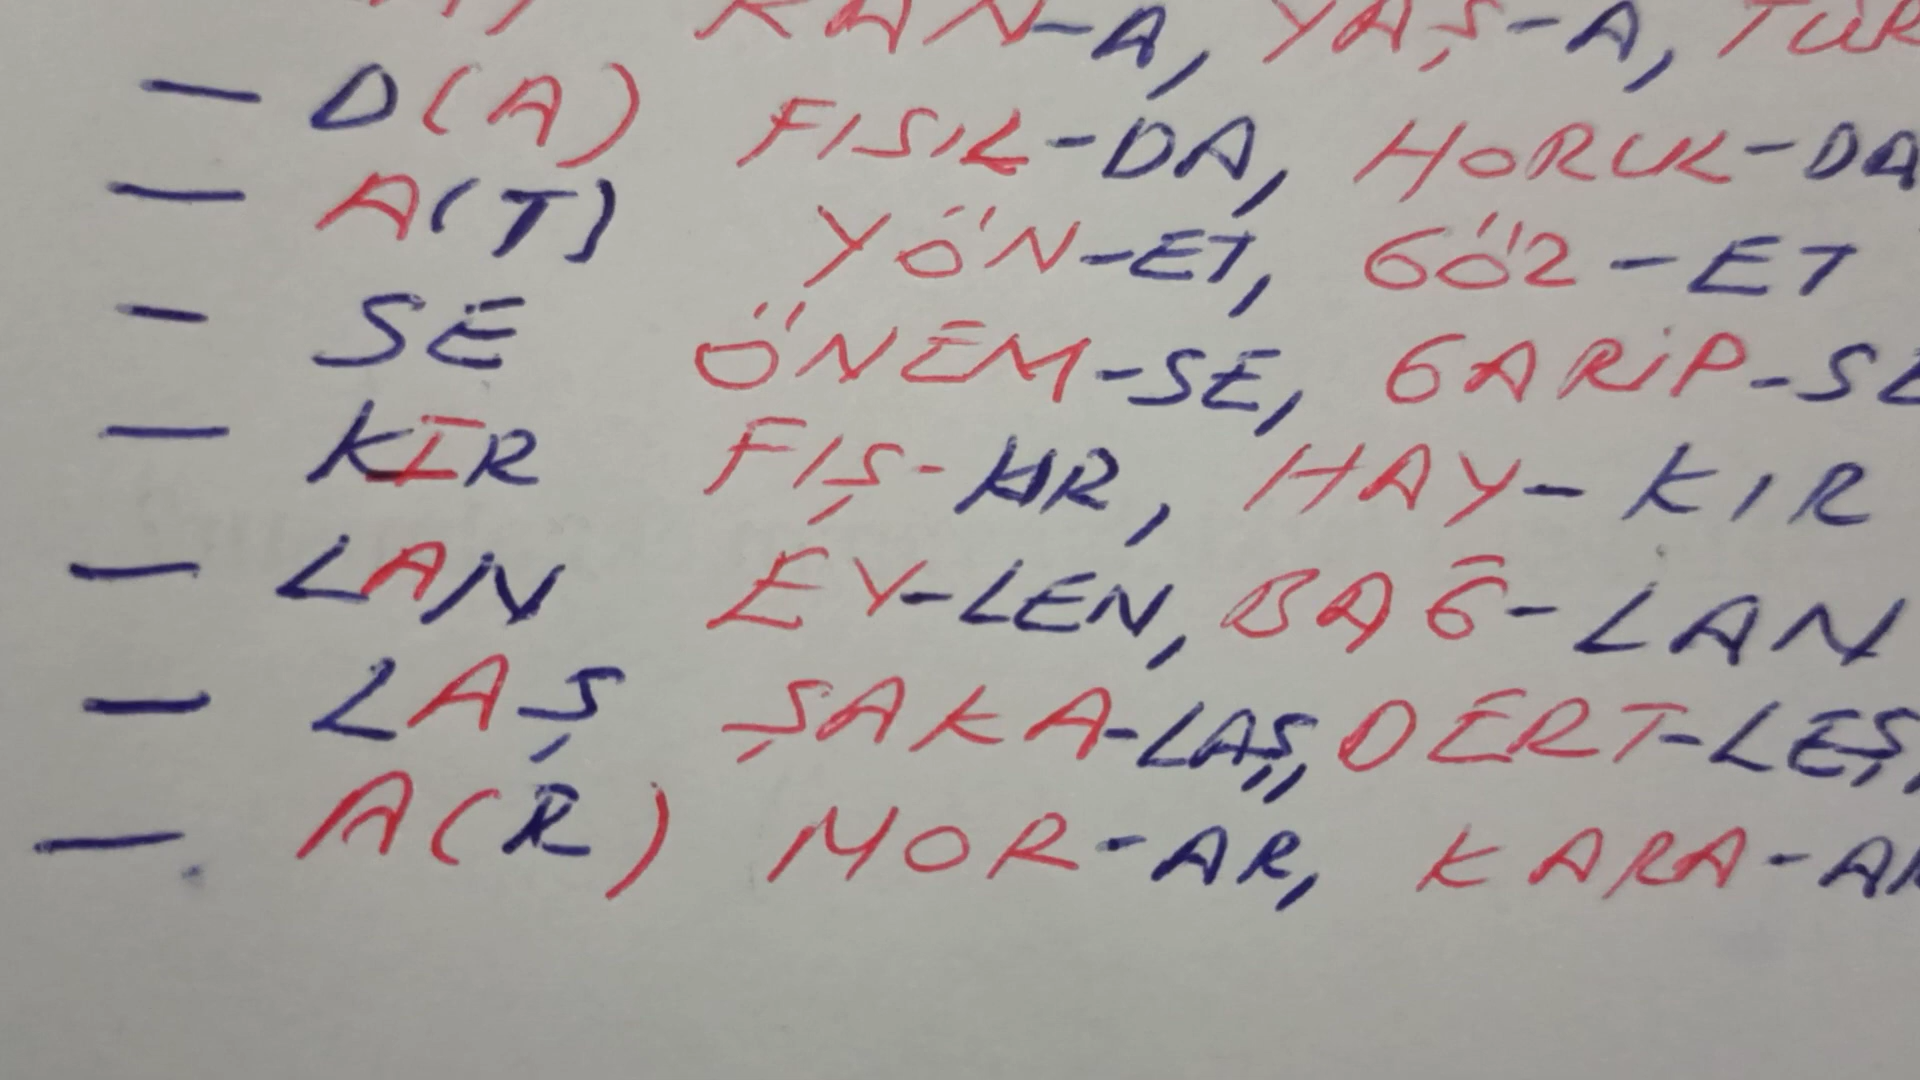 KAN-A, YAŞ-A, TÜR
— D(A) FISIL-DA, HORUL-DA
— A(T) YÖN-ET, GÖZ-ET
— SE ÖNEM-SE, GARİP-SE
— KIR FIŞ-KIR, HAY-KIR
— LAN EY-LEN, BAĞ-LAN
— LAŞ ŞAKA-LAŞ, DERT-LEŞ,
— A(R) MOR-AR, KARA-AR